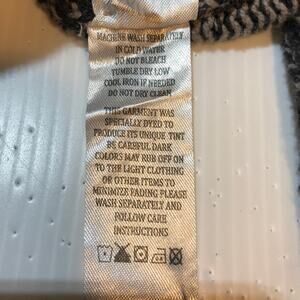 MACHINE WASH SEPARATELY
IN COLD WATER
DO NOT BLEACH
TUMBLE DRY LOW
COOL IRON IF NEEDED
DO NOT DRY CLEAN
THIS GARMENT WAS
SPECIALLY DYED TO
PRODUCE ITS UNIQUE TINT
BE CAREFUL DARK
COLORS MAY RUB OFF ON
TO THE LIGHT CLOTHING
OR OTHER ITEMS TO
MINIMIZE FADING PLEASE
WASH SEPARATELY AND
FOLLOW CARE
INSTRUCTIONS